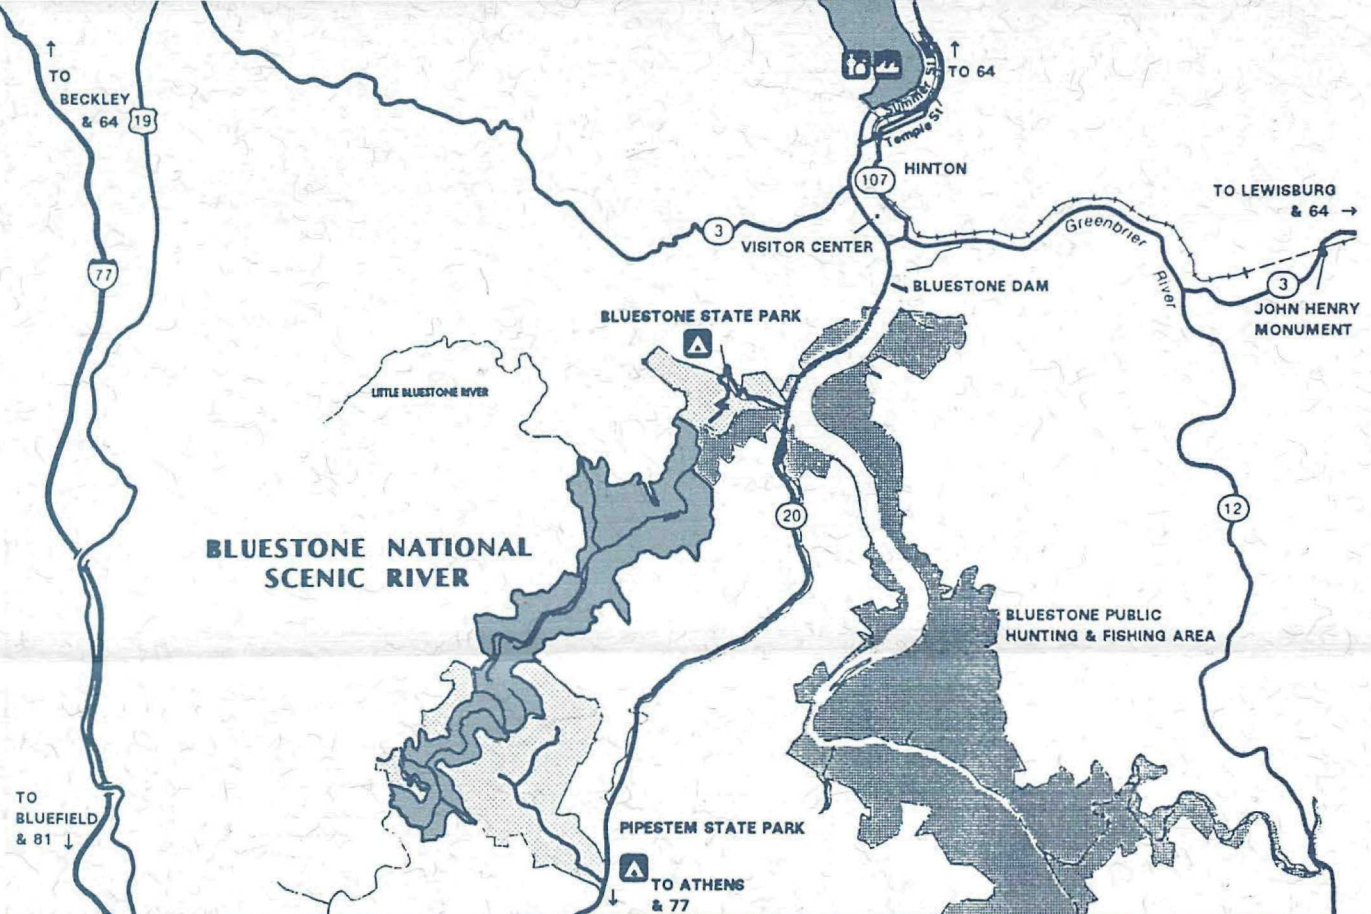 ↑
TO
BECKLEY
& 64
19
↑
TO 64
Summer St
Temple St
HINTON
107
TO LEWISBURG
& 64 →
3
VISITOR CENTER
Greenbrier
River
77
BLUESTONE DAM
3
JOHN HENRY
MONUMENT
BLUESTONE STATE PARK
LITTLE BLUESTONE RIVER
20
12
BLUESTONE NATIONAL
SCENIC RIVER
BLUESTONE PUBLIC
HUNTING & FISHING AREA
TO
BLUEFIELD
& 81 ↓
PIPESTEM STATE PARK
TO ATHENS
& 77
↓